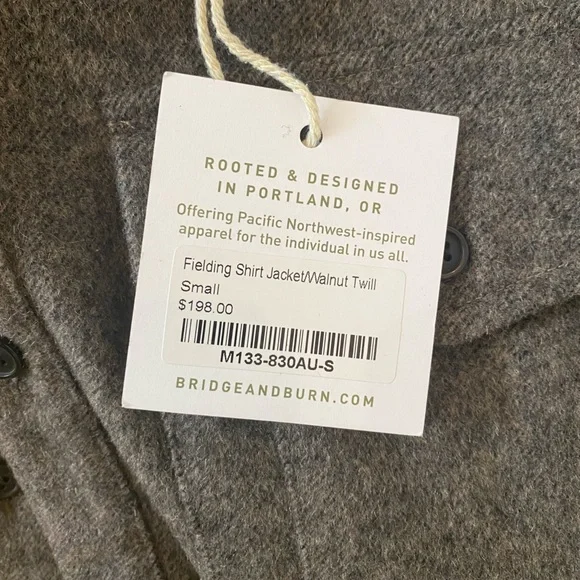 ROOTED & DESIGNED
IN PORTLAND, OR
Offering Pacific Northwest-inspired
apparel for the individual in us all.
Fielding Shirt Jacket/Walnut Twill
Small
$198.00
M133-830AU-S
BRIDGEANDBURN.COM